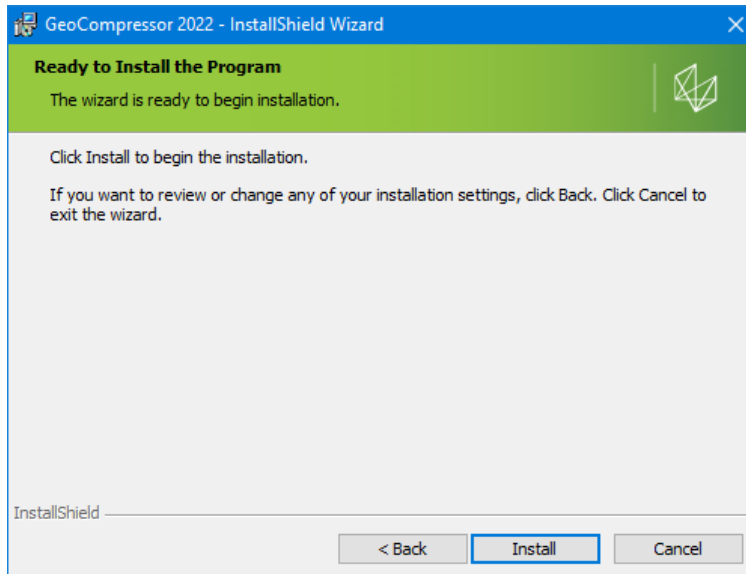 GeoCompressor 2022 - InstallShield Wizard
Ready to Install the Program
The wizard is ready to begin installation.
Click Install to begin the installation.
If you want to review or change any of your installation settings, click Back. Click Cancel to
exit the wizard.
InstallShield
< Back Install Cancel